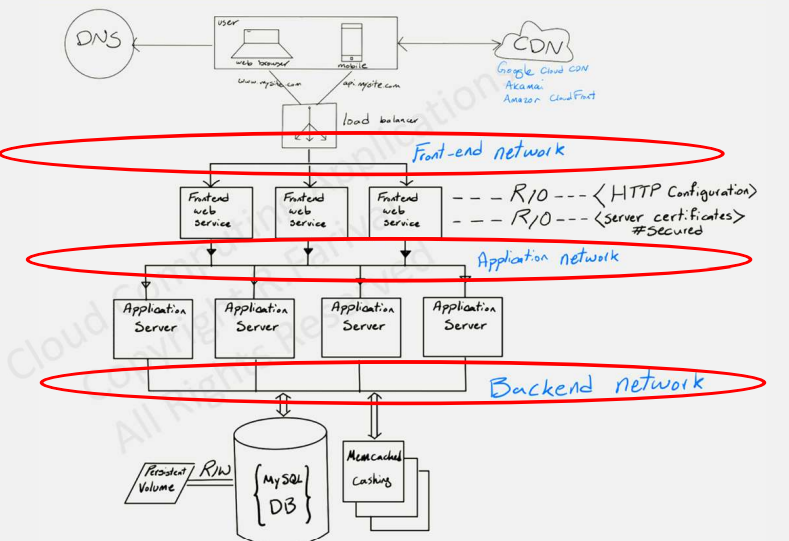 user
DNS
web browser
mobile
CDN
Google Cloud CDN
Akamai
Amazon CloudFront
www.mysite.com
api.mysite.com
load balancer
Front-end network
Frontend
web
service
Frontend
web
service
Frontend
web
service
R/O
<HTTP Configuration>
R/O
<server certificates>
#secured
Application network
Application
Server
Application
Server
Application
Server
Application
Server
Backend network
Persistent
Volume
R/W
MySQL
DB
Memcached
Cashing
Cloud Computing Applications
Copyright R.Farivar
All Rights Reserved